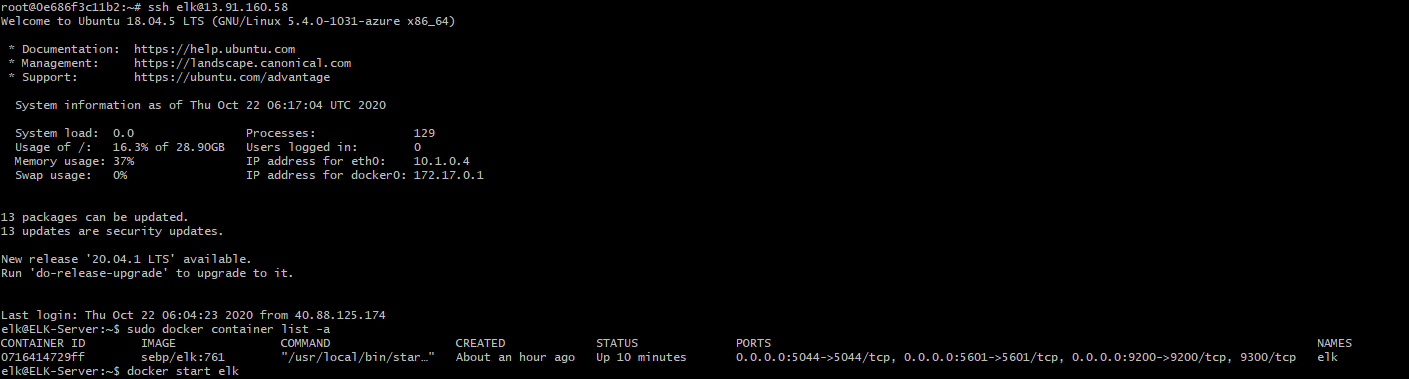 root@0e686f3c11b2:~# ssh elk@13.91.160.58
Welcome to Ubuntu 18.04.5 LTS (GNU/Linux 5.4.0-1031-azure x86_64)
* Documentation:  https://help.ubuntu.com
* Management:     https://landscape.canonical.com
* Support:        https://ubuntu.com/advantage
System information as of Thu Oct 22 06:17:04 UTC 2020
System load:  0.0                Processes:              129
Usage of /:   16.3% of 28.90GB   Users logged in:        0
Memory usage: 37%                IP address for eth0:    10.1.0.4
Swap usage:   0%                 IP address for docker0: 172.17.0.1
13 packages can be updated.
13 updates are security updates.
New release '20.04.1 LTS' available.
Run 'do-release-upgrade' to upgrade to it.
Last login: Thu Oct 22 06:04:23 2020 from 40.88.125.174
elk@ELK-Server:~$ sudo docker container list -a
CONTAINER ID        IMAGE               COMMAND                  CREATED             STATUS              PORTS                                                                              NAMES
0716414729ff        sebp/elk:761        "/usr/local/bin/star…"   About an hour ago   Up 10 minutes       0.0.0.0:5044->5044/tcp, 0.0.0.0:5601->5601/tcp, 0.0.0.0:9200->9200/tcp, 9300/tcp   elk
elk@ELK-Server:~$ docker start elk